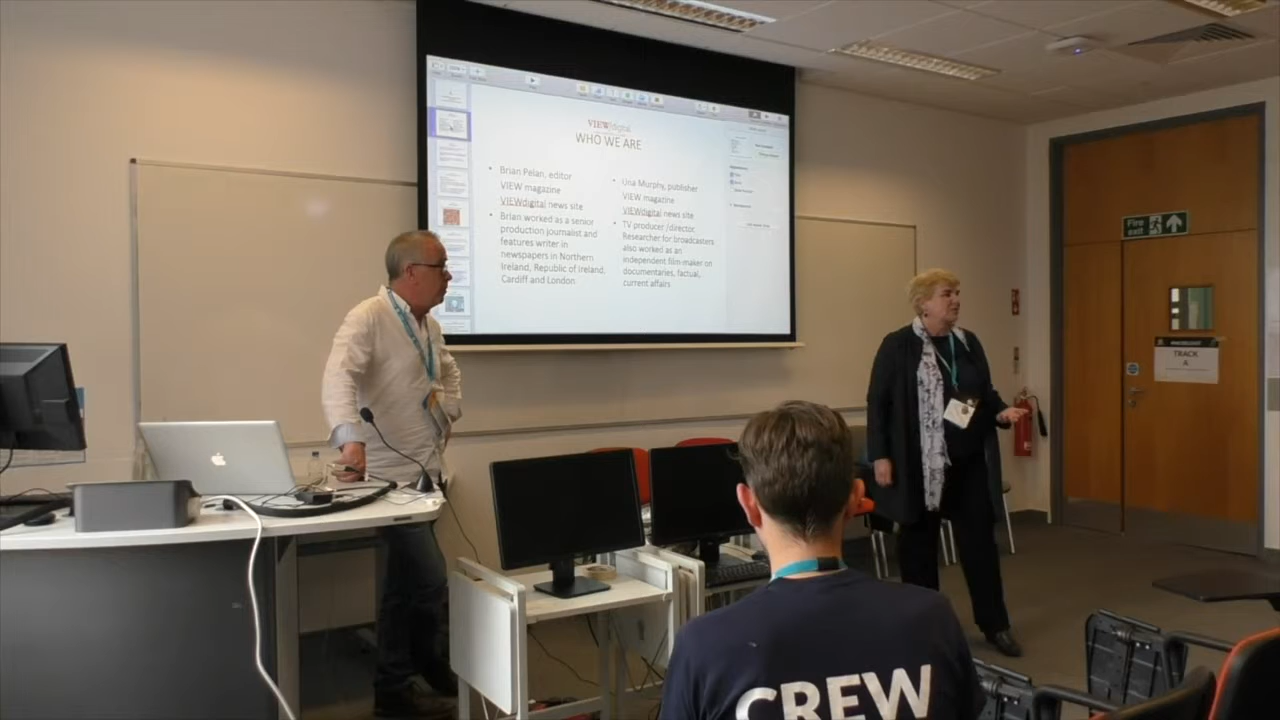 VIEWdigital
WHO WE ARE
• Brian Pelan, editor
VIEW magazine
VIEWdigital news site
• Brian worked as a senior
production journalist and
features writer in
newspapers in Northern
Ireland, Republic of Ireland,
Cardiff and London.
• Una Murphy, publisher
VIEW magazine
VIEWdigital news site
• TV producer /director,
Researcher for broadcasters
also worked as an
independent film-maker on
documentaries, factual,
current affairs
Fire
exit
TRACK
A
CREW